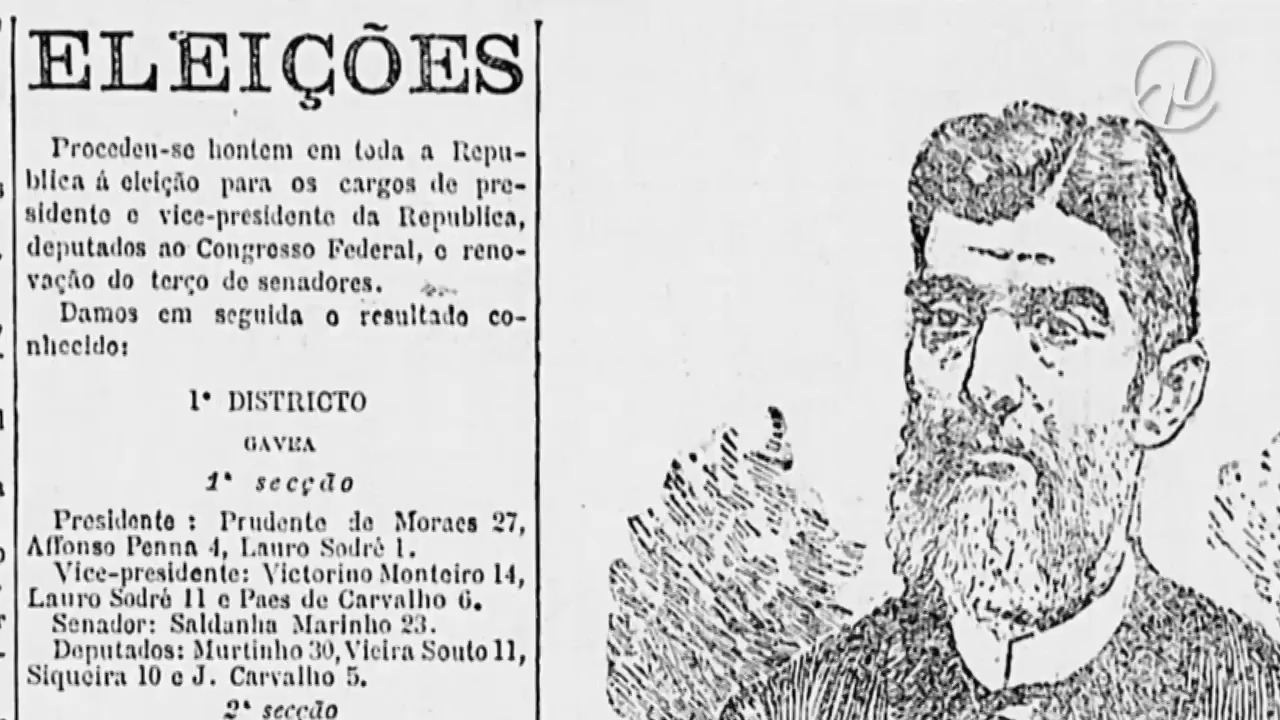 ELEIÇÕES
Procedeu-se hontem em toda a Repu-
blica á eleição para os cargos de pre-
sidente e vice-presidente da Republica,
deputados ao Congresso Federal, e reno-
vação do terço de senadores.
Damos em seguida o resultado co-
nhecido:
1º DISTRICTO
GAVEA
1ª secção
Presidente : Prudente de Moraes 27,
Affonso Penna 4, Lauro Sodré 1.
Vice-presidente: Victorino Monteiro 14,
Lauro Sodré 11 e Paes de Carvalho 6.
Senador: Saldanha Marinho 23.
Deputados: Murtinho 30, Vieira Souto 11,
Siqueira 10 e J. Carvalho 5.
2ª secção